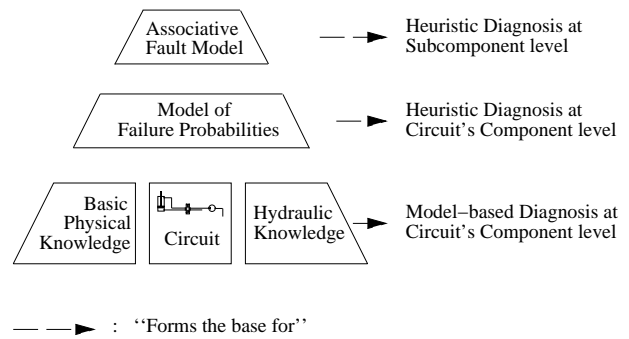 Associative
Fault Model
Heuristic Diagnosis at
Subcomponent level
Model of
Failure Probabilities
Heuristic Diagnosis at
Circuit's Component level
Basic
Physical
Knowledge
Circuit
Hydraulic
Knowledge
Model−based Diagnosis at
Circuit's Component level
: ‘‘Forms the base for’’